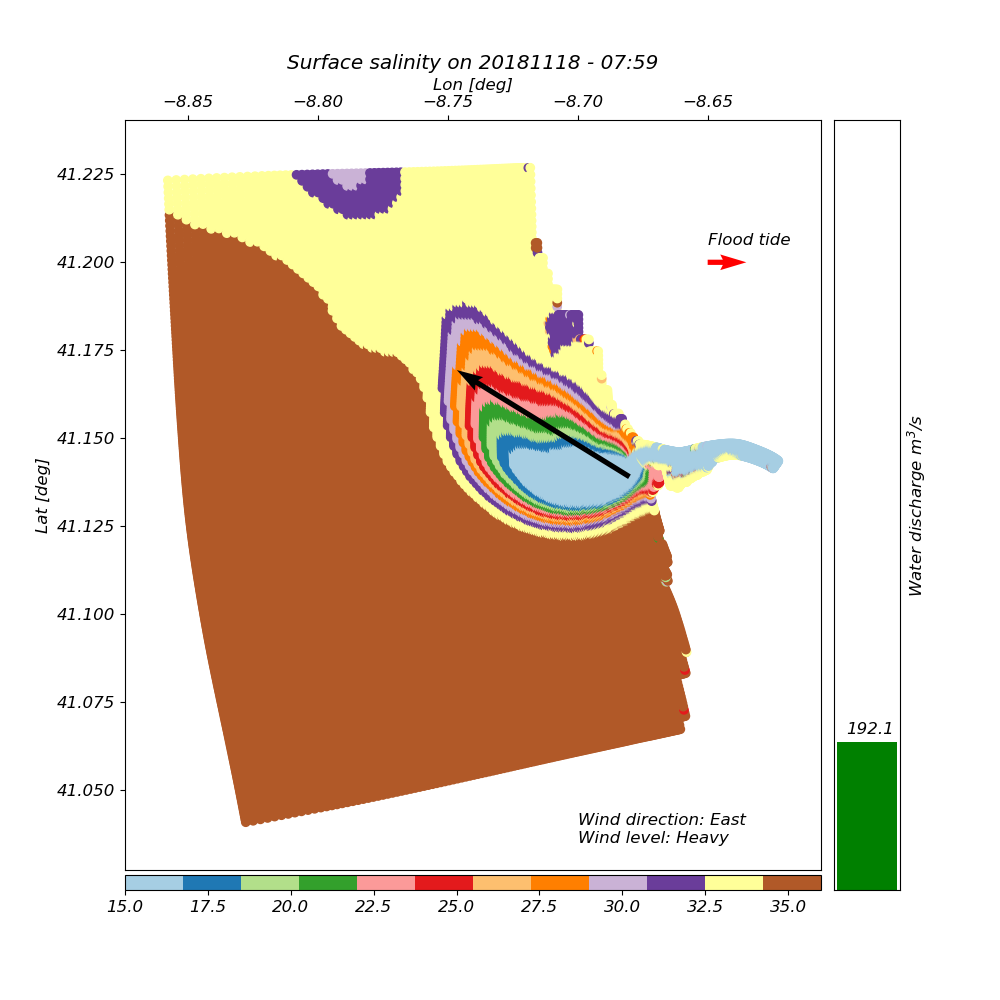 Surface salinity on 20181118 - 07:59
Lon [deg]
−8.85 −8.80 −8.75 −8.70 −8.65
41.225
41.200
41.175
41.150
41.125
41.100
41.075
41.050
Lat [deg]
Flood tide
Water discharge m³/s
192.1
Wind direction: East
Wind level: Heavy
15.0 17.5 20.0 22.5 25.0 27.5 30.0 32.5 35.0